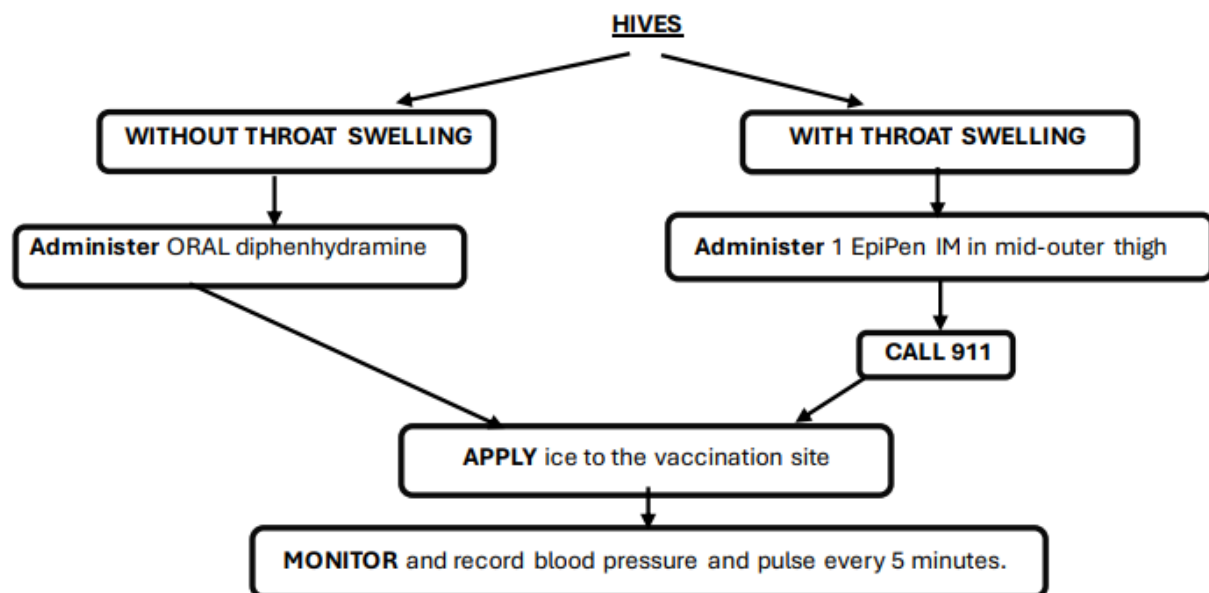 HIVES
WITHOUT THROAT SWELLING
WITH THROAT SWELLING
Administer ORAL diphenhydramine
Administer 1 EpiPen IM in mid-outer thigh
CALL 911
APPLY ice to the vaccination site
MONITOR and record blood pressure and pulse every 5 minutes.